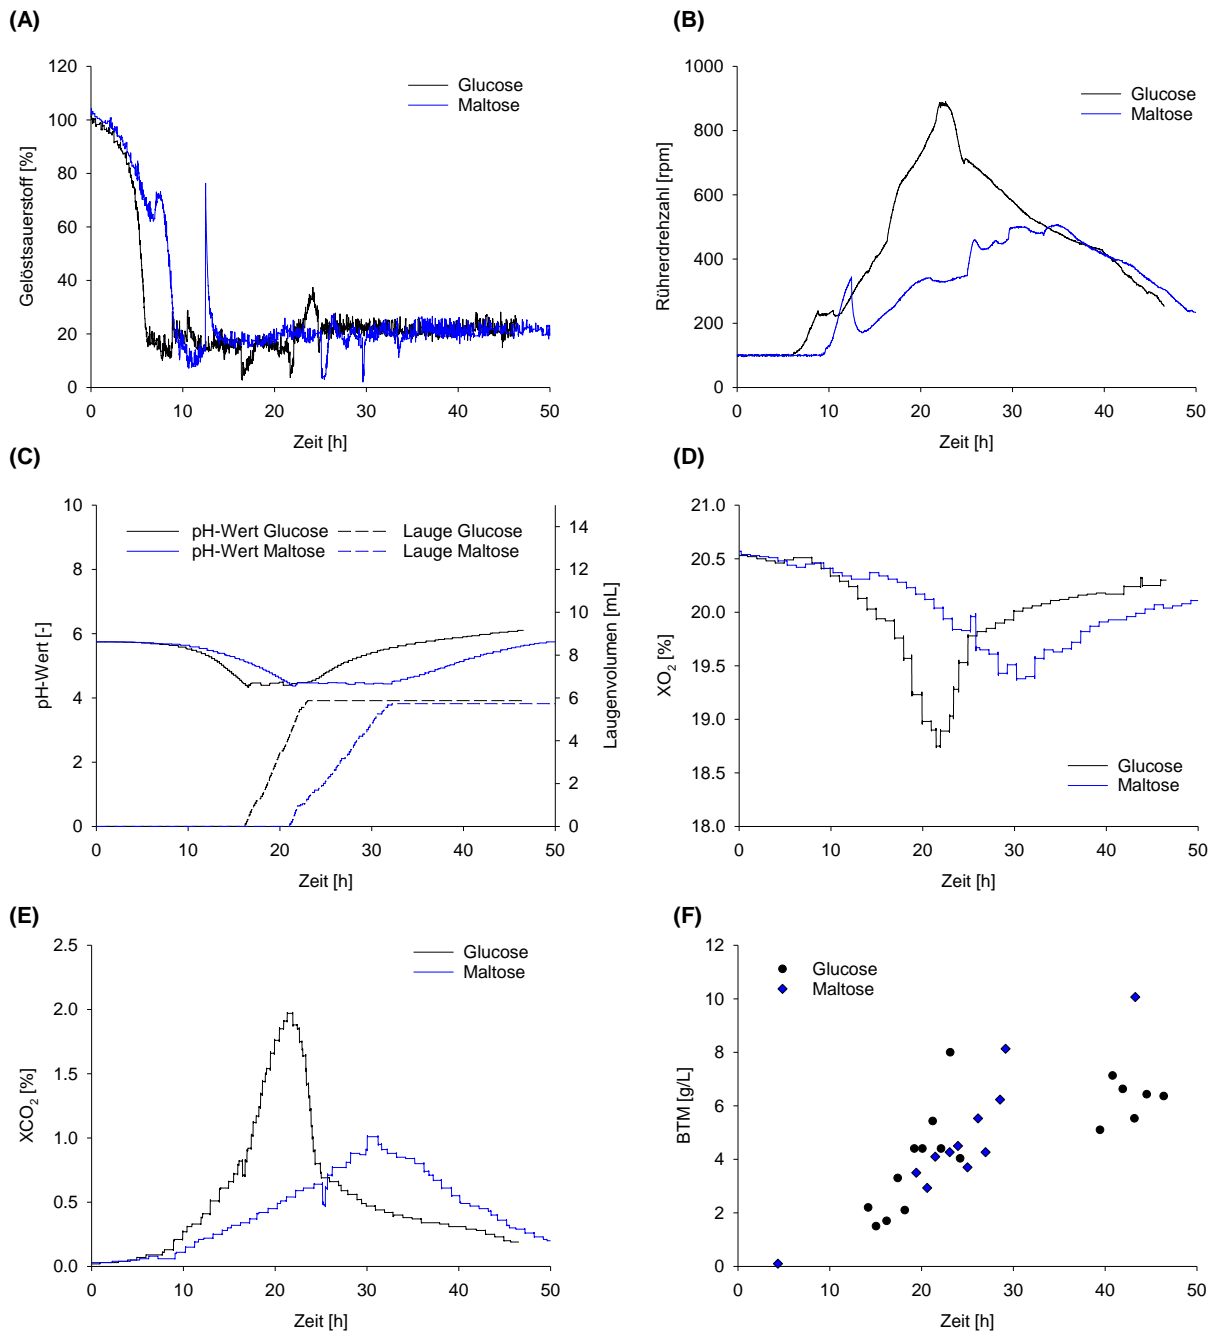 (A)
120
100
80
60
40
20
0
Gelöstsauerstoff [%]
Glucose
Maltose
0 10 20 30 40 50
Zeit [h]
(B)
1000
800
600
400
200
0
Rührerdrehzahl [rpm]
Glucose
Maltose
0 10 20 30 40 50
Zeit [h]
(C)
10
8
6
4
2
0
pH-Wert [-]
pH-Wert Glucose
pH-Wert Maltose
Lauge Glucose
Lauge Maltose
14
12
10
8
6
4
2
0
Laugenvolumen [mL]
0 10 20 30 40 50
Zeit [h]
(D)
21.0
20.5
20.0
19.5
19.0
18.5
18.0
XO₂ [%]
Glucose
Maltose
0 10 20 30 40 50
Zeit [h]
(E)
2.5
2.0
1.5
1.0
0.5
0.0
XCO₂ [%]
Glucose
Maltose
0 10 20 30 40 50
Zeit [h]
(F)
12
10
8
6
4
2
0
BTM [g/L]
Glucose
Maltose
0 10 20 30 40 50
Zeit [h]